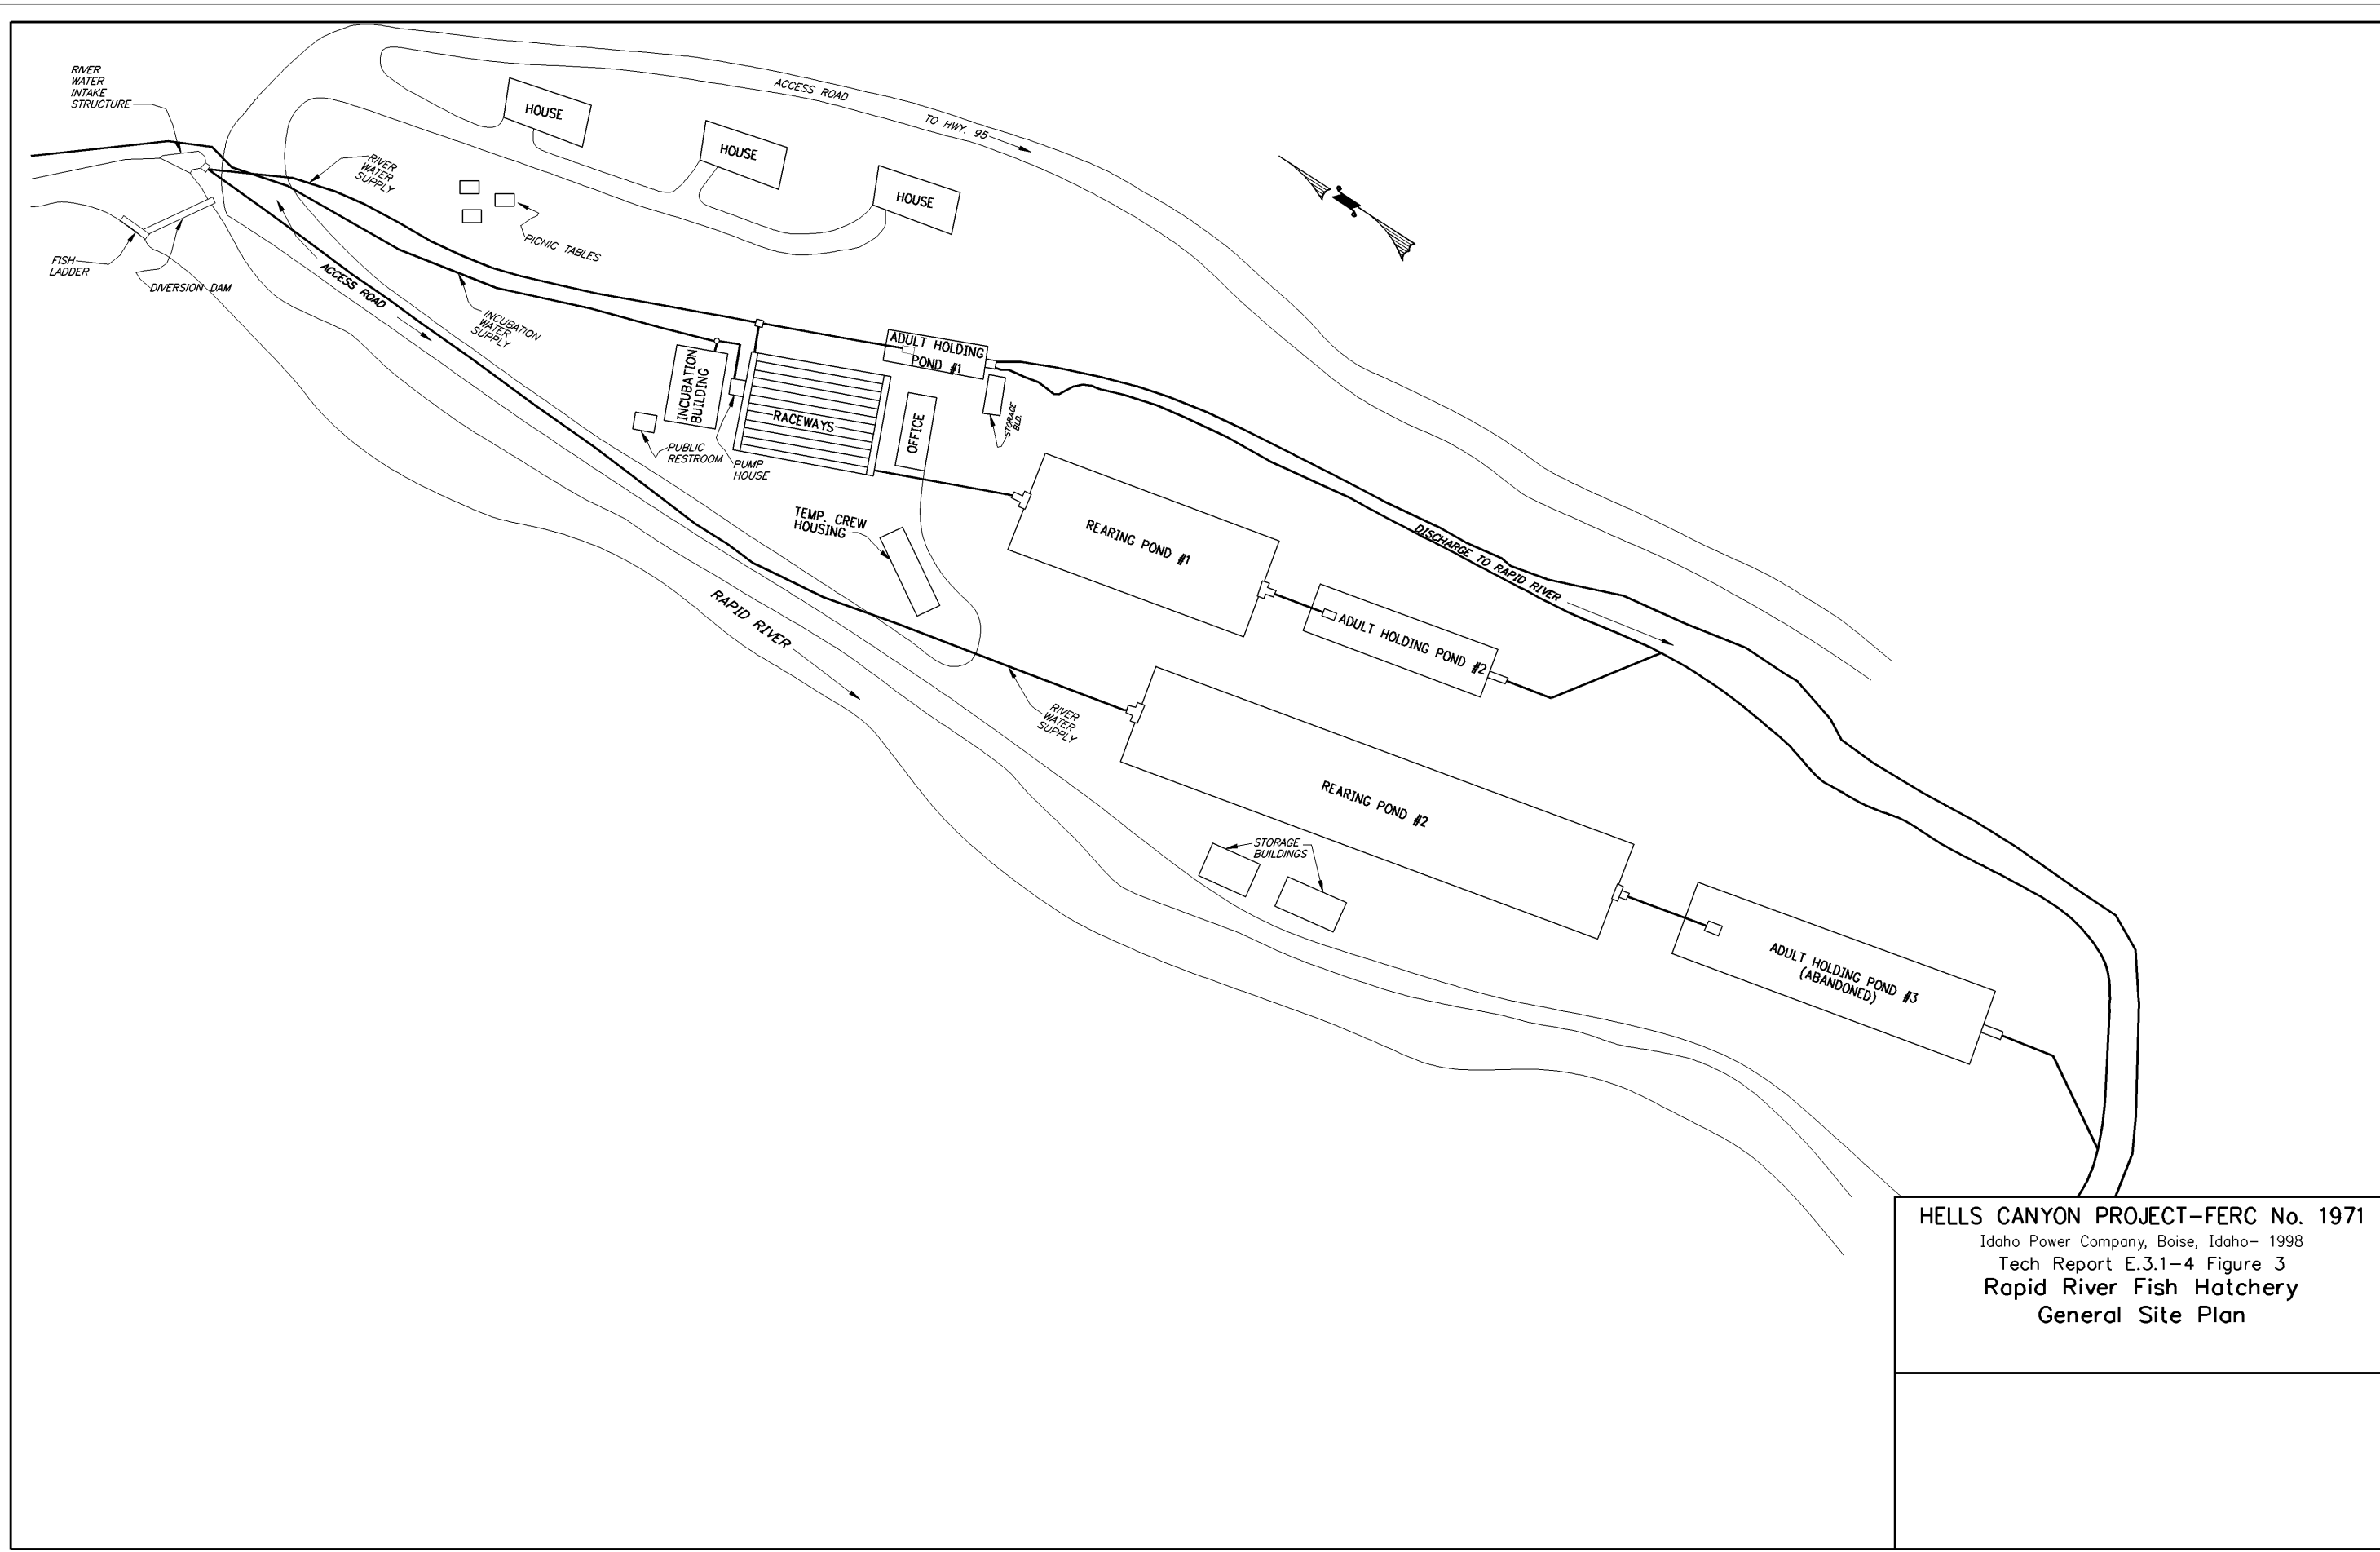 RIVER
WATER
INTAKE
STRUCTURE
ACCESS ROAD
TO HWY. 95
HOUSE
HOUSE
HOUSE
RIVER
WATER
SUPPLY
PICNIC TABLES
FISH
LADDER
DIVERSION DAM
ACCESS ROAD
INCUBATION
WATER
SUPPLY
INCUBATION
BUILDING
ADULT HOLDING
POND #1
RACEWAYS
OFFICE
STORAGE
BLD.
PUBLIC
RESTROOM
PUMP
HOUSE
TEMP. CREW
HOUSING
REARING POND #1
DISCHARGE TO RAPID RIVER
RAPID RIVER
ADULT HOLDING POND #2
RIVER
WATER
SUPPLY
REARING POND #2
STORAGE
BUILDINGS
ADULT HOLDING POND #3
(ABANDONED)
HELLS CANYON PROJECT-FERC No. 1971
Idaho Power Company, Boise, Idaho- 1998
Tech Report E.3.1-4 Figure 3
Rapid River Fish Hatchery
General Site Plan